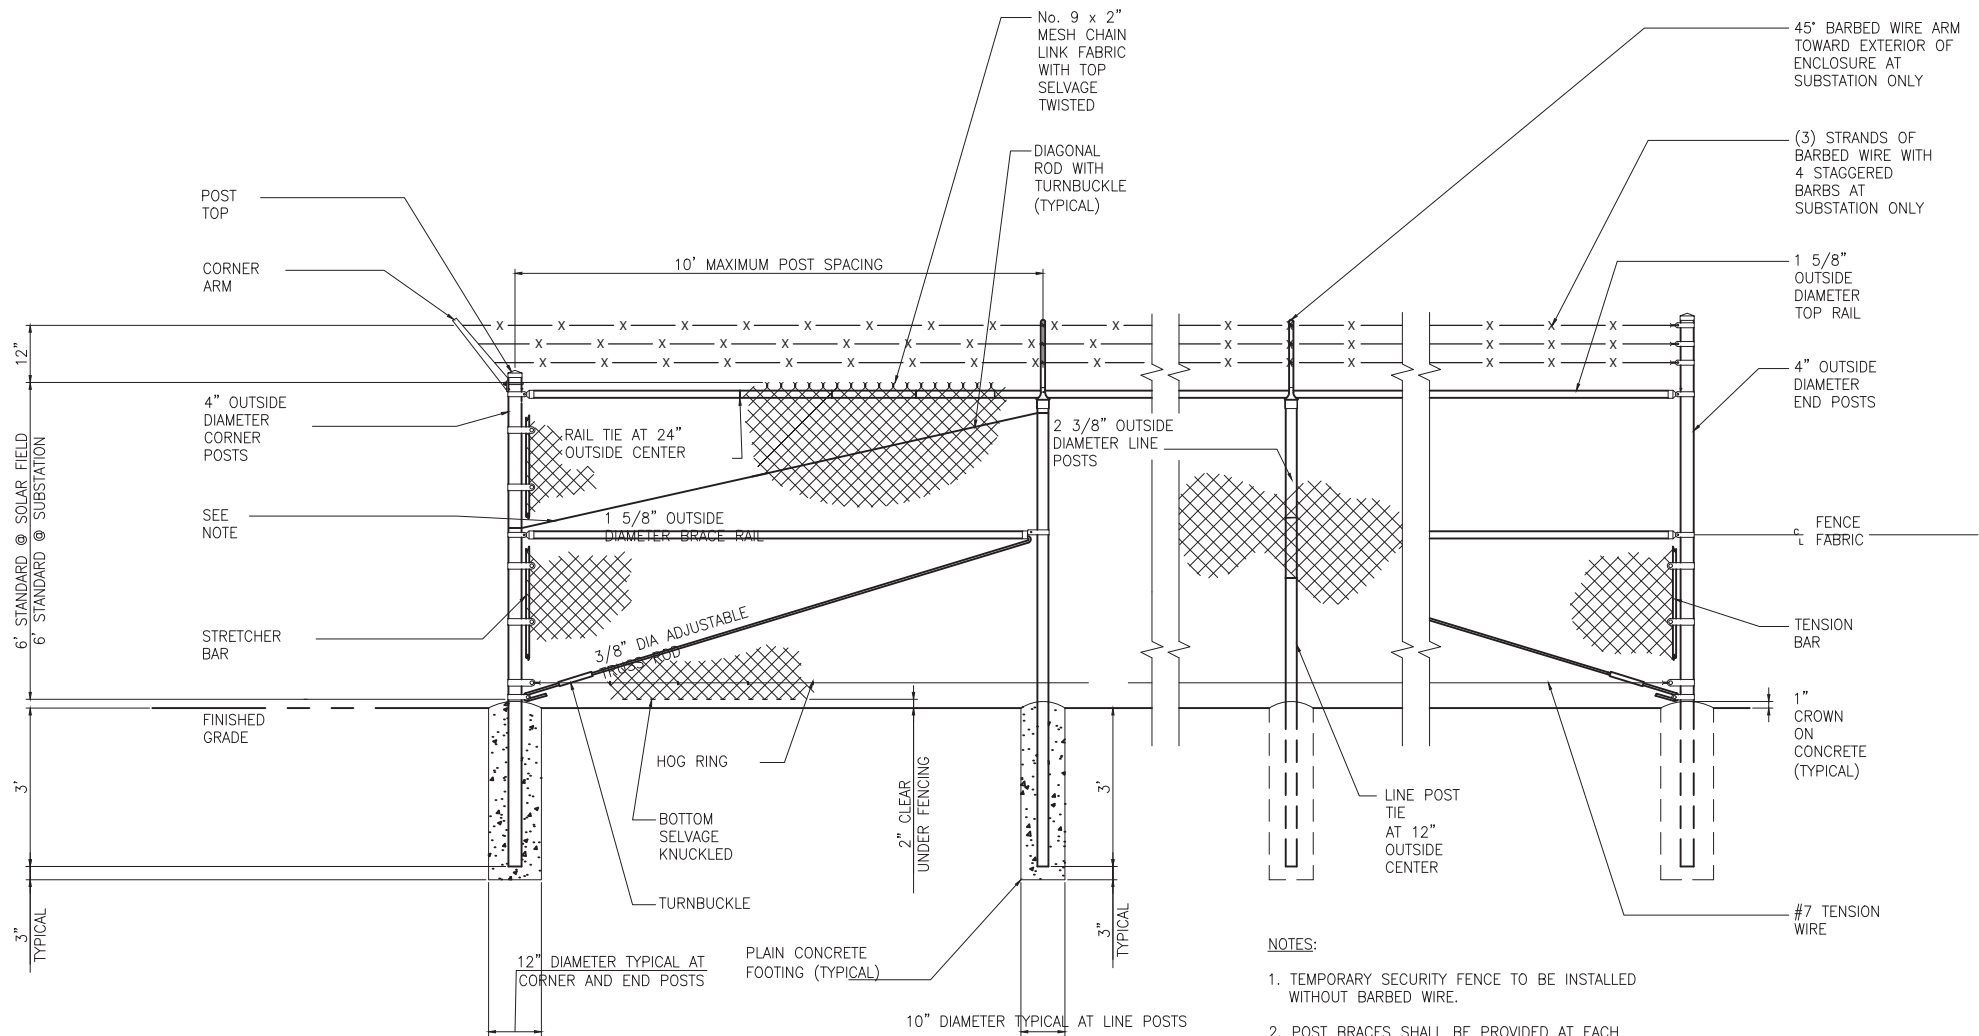 No. 9 x 2"
MESH CHAIN
LINK FABRIC
WITH TOP
SELVAGE
TWISTED
45° BARBED WIRE ARM
TOWARD EXTERIOR OF
ENCLOSURE AT
SUBSTATION ONLY
DIAGONAL
ROD WITH
TURNBUCKLE
(TYPICAL)
(3) STRANDS OF
BARBED WIRE WITH
4 STAGGERED
BARBS AT
SUBSTATION ONLY
POST
TOP
CORNER
ARM
10' MAXIMUM POST SPACING
1 5/8"
OUTSIDE
DIAMETER
TOP RAIL
12"
4" OUTSIDE
DIAMETER
CORNER
POSTS
4" OUTSIDE
DIAMETER
END POSTS
RAIL TIE AT 24"
OUTSIDE CENTER
2 3/8" OUTSIDE
DIAMETER LINE
POSTS
6' STANDARD @ SOLAR FIELD
6' STANDARD @ SUBSTATION
SEE
NOTE
1 5/8" OUTSIDE
DIAMETER BRACE RAIL
CL FENCE
FABRIC
STRETCHER
BAR
3/8" DIA ADJUSTABLE
TRUSS ROD
TENSION
BAR
FINISHED
GRADE
1"
CROWN
ON
CONCRETE
(TYPICAL)
3'
HOG RING
2" CLEAR
UNDER FENCING
3'
LINE POST
TIE
AT 12"
OUTSIDE
CENTER
BOTTOM
SELVAGE
KNUCKLED
TURNBUCKLE
#7 TENSION
WIRE
3"
TYPICAL
3"
TYPICAL
12" DIAMETER TYPICAL AT
CORNER AND END POSTS
PLAIN CONCRETE
FOOTING (TYPICAL)
10" DIAMETER TYPICAL AT LINE POSTS
NOTES:
1. TEMPORARY SECURITY FENCE TO BE INSTALLED
WITHOUT BARBED WIRE.
2. POST BRACES SHALL BE PROVIDED AT EACH